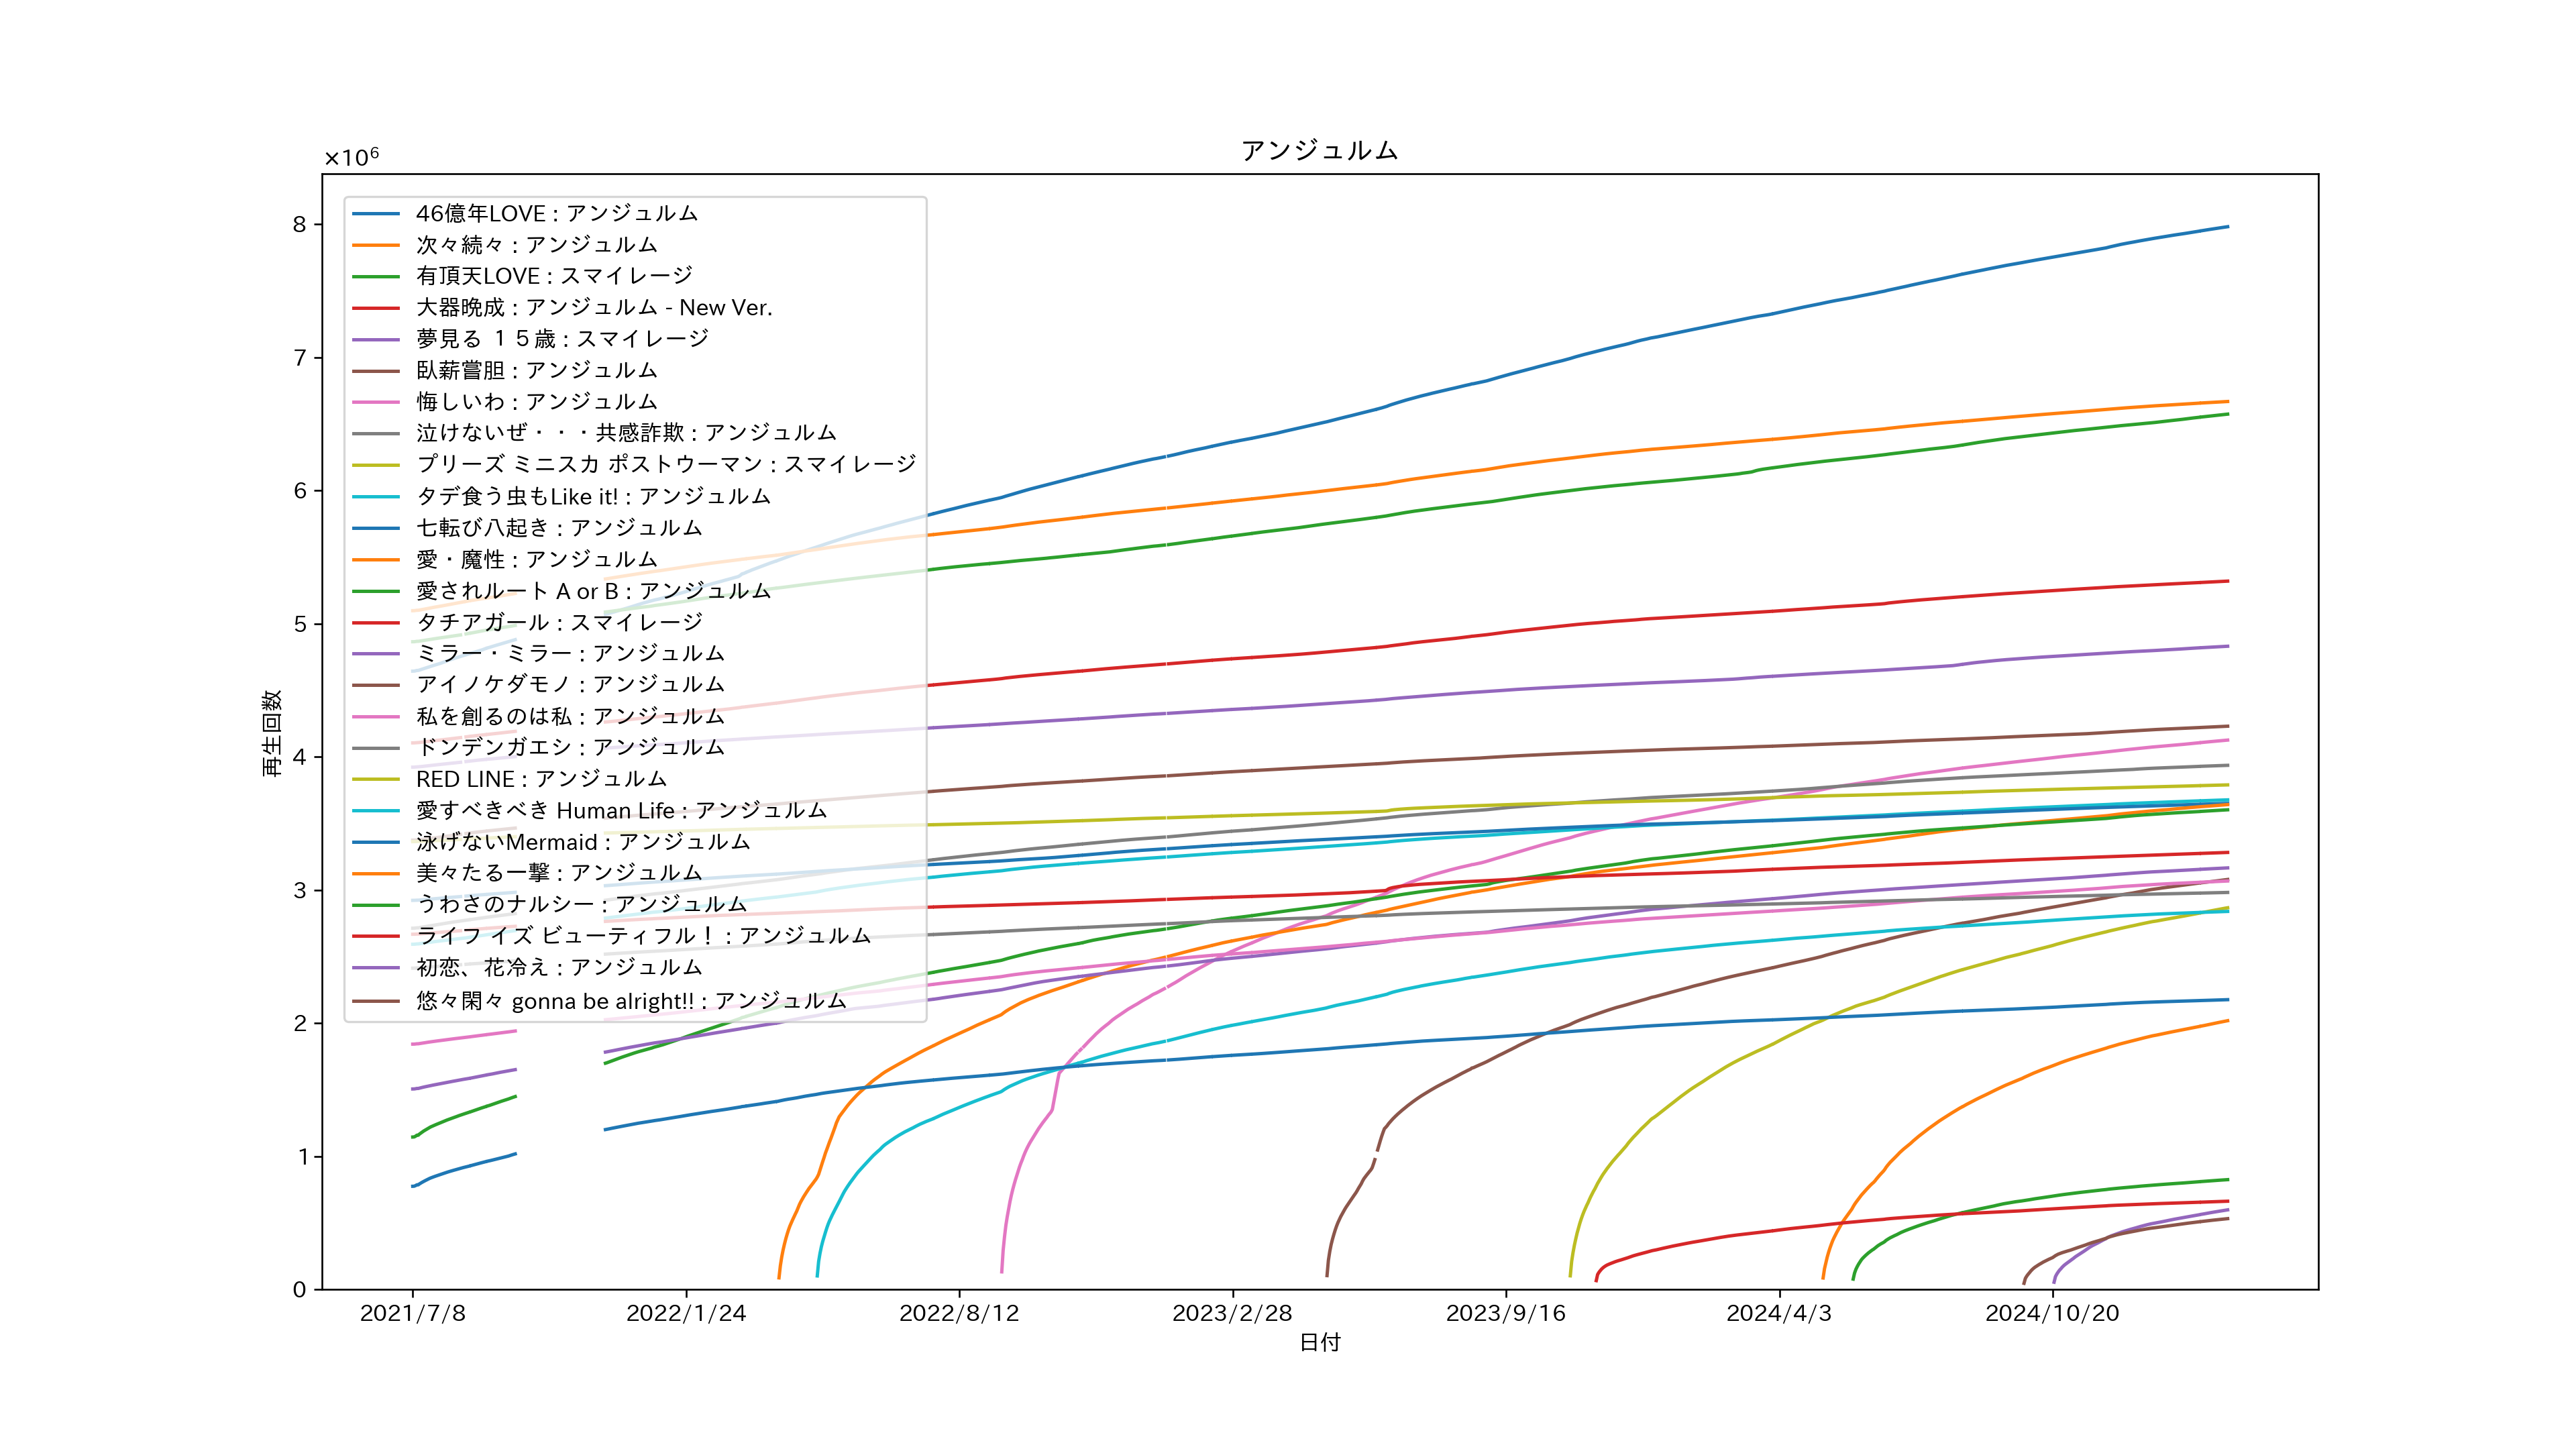 アンジュルム
×10⁶
8
7
6
5
4
3
2
1
0
再生回数
46億年LOVE : アンジュルム
次々続々 : アンジュルム
有頂天LOVE : スマイレージ
大器晩成 : アンジュルム - New Ver.
夢見る １５歳 : スマイレージ
臥薪嘗胆 : アンジュルム
悔しいわ : アンジュルム
泣けないぜ・・・共感詐欺 : アンジュルム
プリーズ ミニスカ ポストウーマン : スマイレージ
タデ食う虫もLike it! : アンジュルム
七転び八起き : アンジュルム
愛・魔性 : アンジュルム
愛されルート A or B : アンジュルム
タチアガール : スマイレージ
ミラー・ミラー : アンジュルム
アイノケダモノ : アンジュルム
私を創るのは私 : アンジュルム
ドンデンガエシ : アンジュルム
RED LINE : アンジュルム
愛すべきべき Human Life : アンジュルム
泳げないMermaid : アンジュルム
美々たる一撃 : アンジュルム
うわさのナルシー : アンジュルム
ライフ イズ ビューティフル！ : アンジュルム
初恋、花冷え : アンジュルム
悠々閑々 gonna be alright!! : アンジュルム
2021/7/8 2022/1/24 2022/8/12 2023/2/28 2023/9/16 2024/4/3 2024/10/20
日付